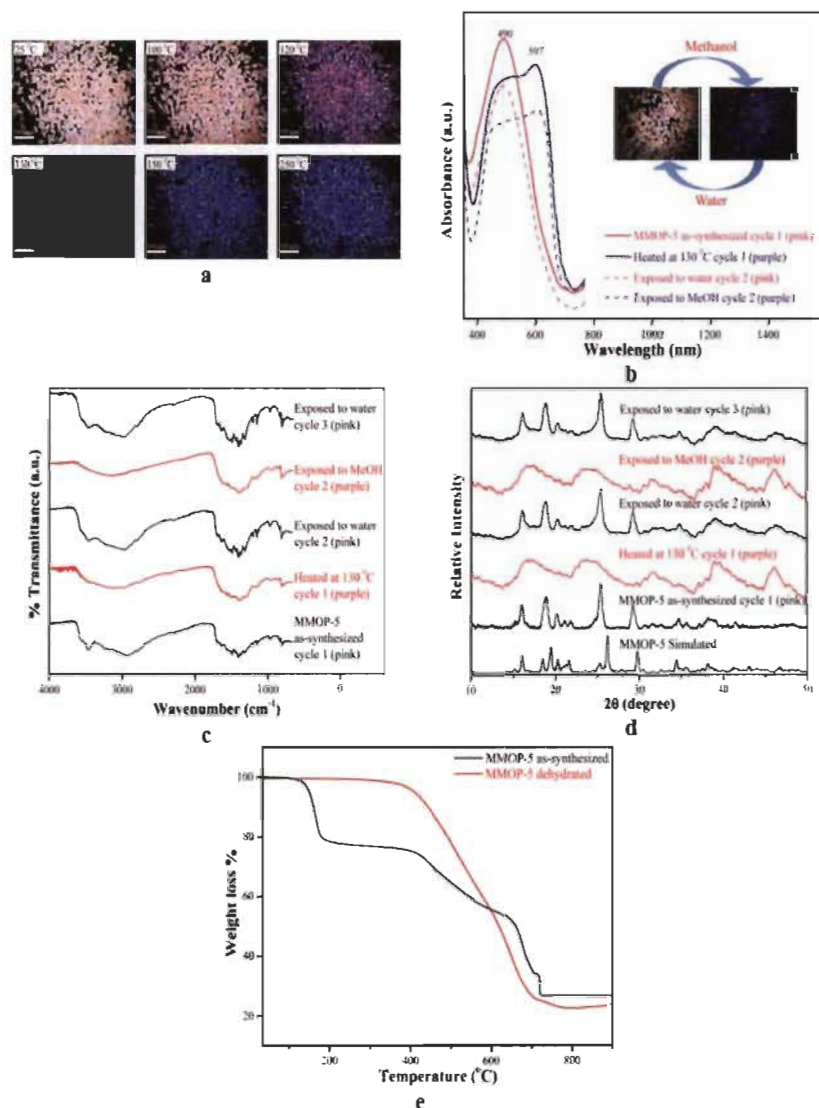 25 °C
100 °C
120 °C
130 °C
150 °C
250 °C
a
490
597
Methanol
Water
MMOP-5 as-synthesized cycle 1 (pink)
Heated at 130 °C cycle 1 (purple)
Exposed to water cycle 2 (pink)
Exposed to MeOH cycle 2 (purple)
Absorbance (a.u.)
400 600 800 1000 1200 1400
Wavelength (nm)
b
% Transmittance (a.u.)
Exposed to water
cycle 3 (pink)
Exposed to MeOH
cycle 2 (purple)
Exposed to water
cycle 2 (pink)
Heated at 130 °C
cycle 1 (purple)
MMOP-5
as-synthesized
cycle 1 (pink)
4000 3000 2000 1000 0
Wavenumber (cm⁻¹)
c
Relative Intensity
Exposed to water cycle 3 (pink)
Exposed to MeOH cycle 2 (purple)
Exposed to water cycle 2 (pink)
Heated at 130 °C cycle 1 (purple)
MMOP-5 as-synthesized cycle 1 (pink)
MMOP-5 Simulated
10 20 30 40 50
2θ (degree)
d
MMOP-5 as-synthesized
MMOP-5 dehydrated
Weight loss %
100
80
60
40
20
200 400 600 800
Temperature (°C)
e